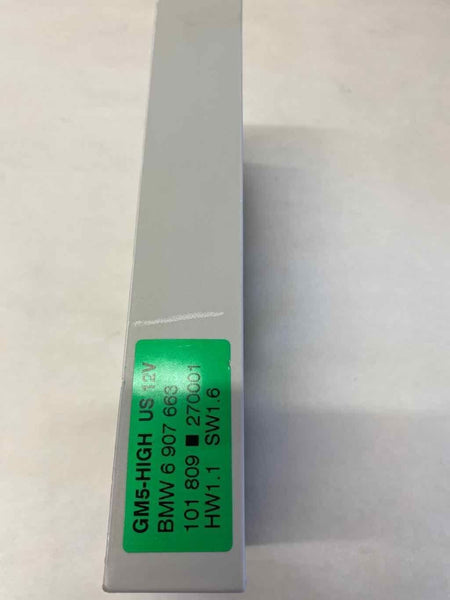 GM5-HIGH US 12V
BMW 6 907 663
101 809 ■ 270001
HW1.1 SW1.6